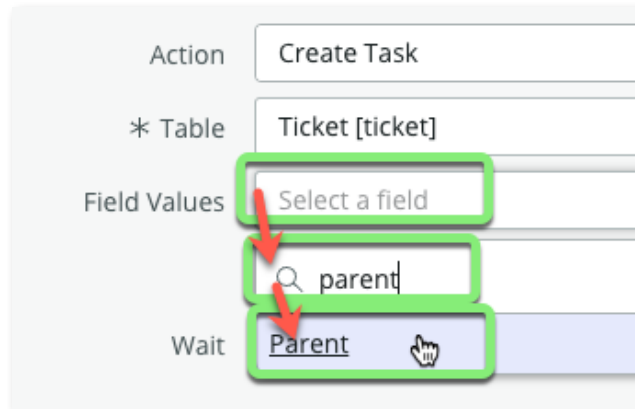 Action Create Task
* Table Ticket [ticket]
Field Values Select a field
parent
Wait Parent